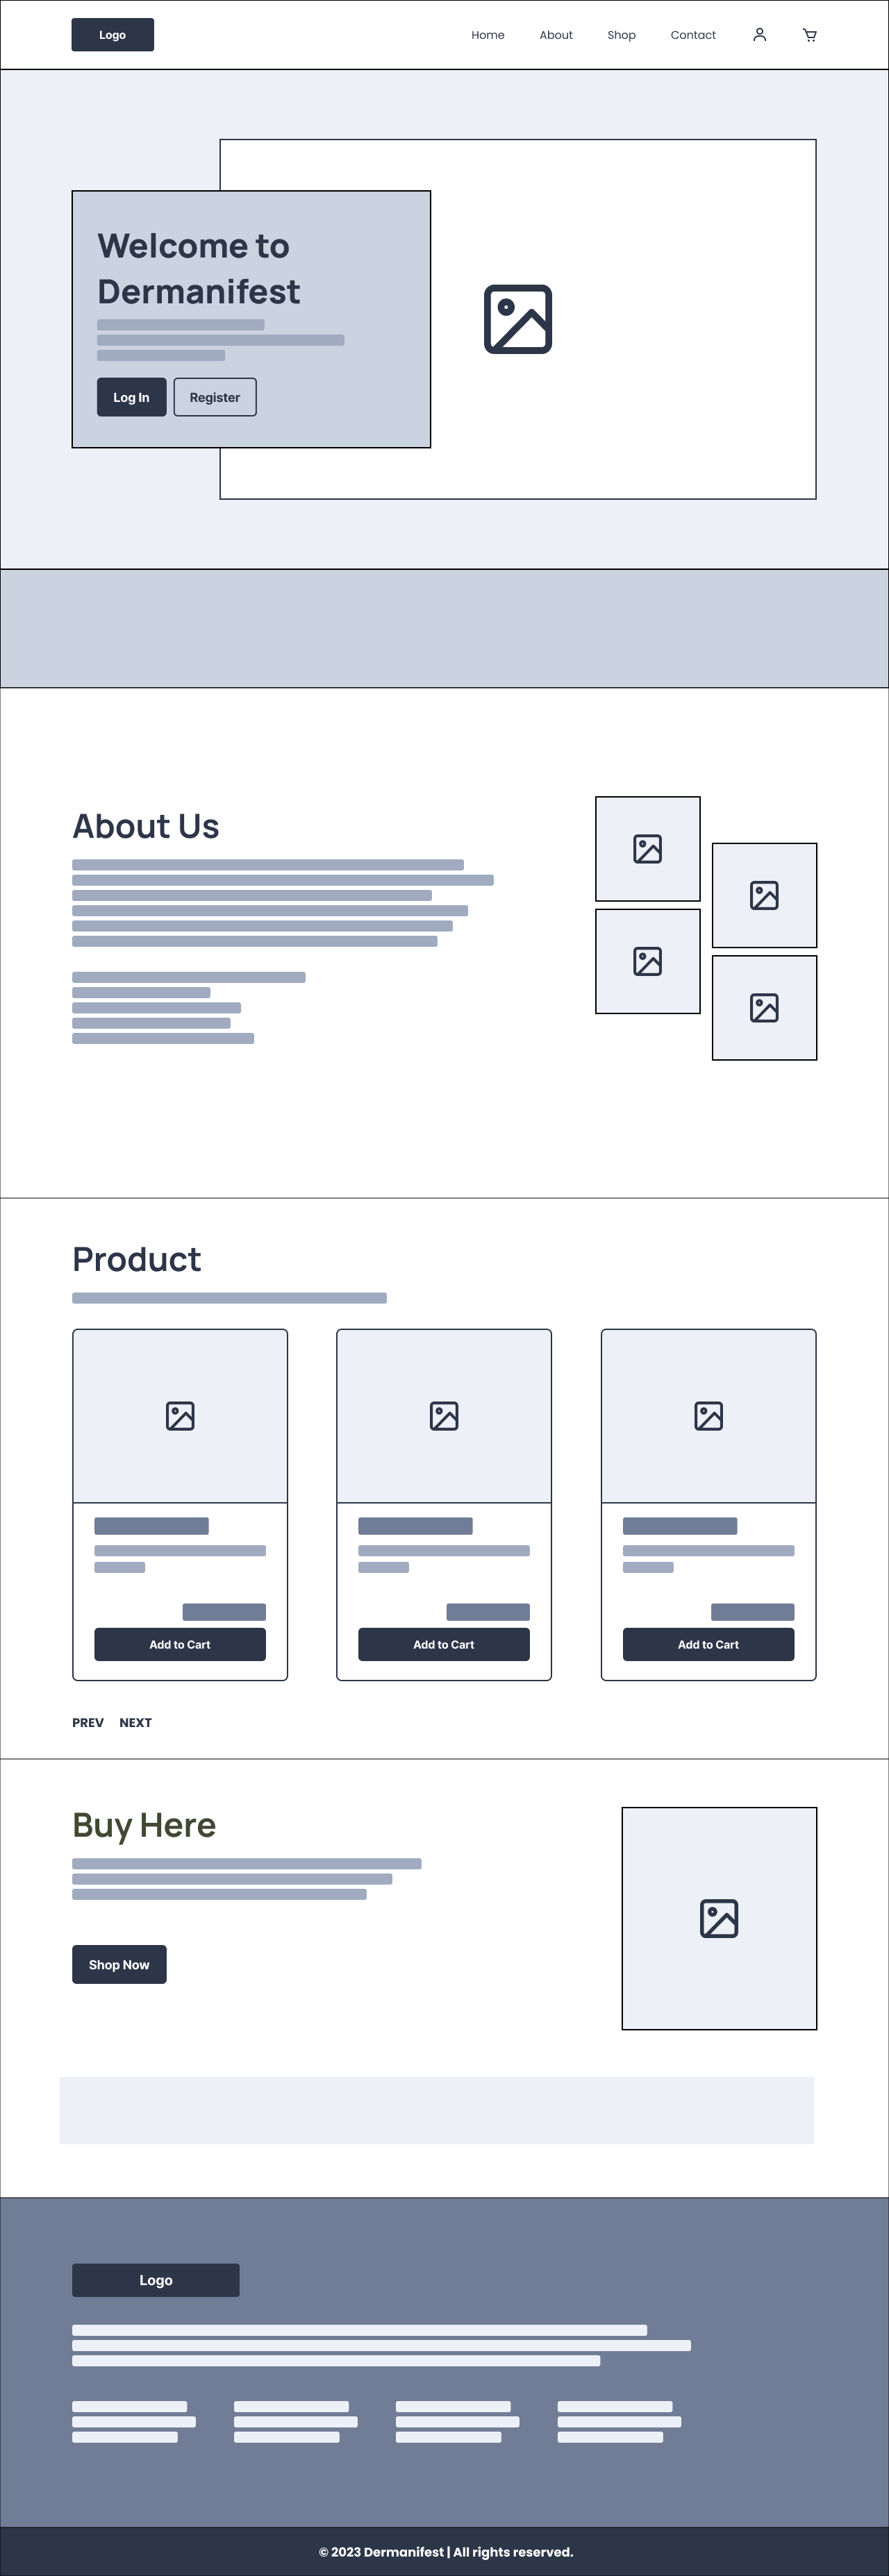 Logo
Home About Shop Contact
Welcome to
Dermanifest
Log In Register
About Us
Product
Add to Cart Add to Cart Add to Cart
PREV NEXT
Buy Here
Shop Now
Logo
© 2023 Dermanifest | All rights reserved.